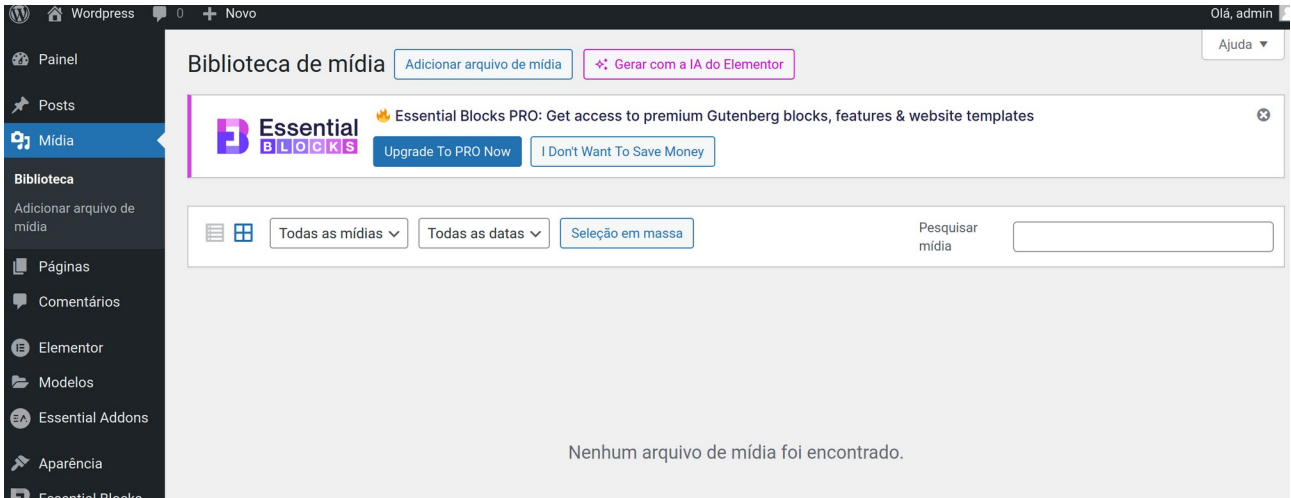 Wordpress 0 + Novo Olá, admin
Ajuda ▼
Painel
Posts
Mídia
Biblioteca
Adicionar arquivo de
mídia
Páginas
Comentários
Elementor
Modelos
Essential Addons
Aparência
Essential Blocks
Biblioteca de mídia Adicionar arquivo de mídia Gerar com a IA do Elementor
Essential
BLOCKS
🔥 Essential Blocks PRO: Get access to premium Gutenberg blocks, features & website templates
Upgrade To PRO Now I Don't Want To Save Money
Todas as mídias Todas as datas Seleção em massa Pesquisar
mídia
Nenhum arquivo de mídia foi encontrado.